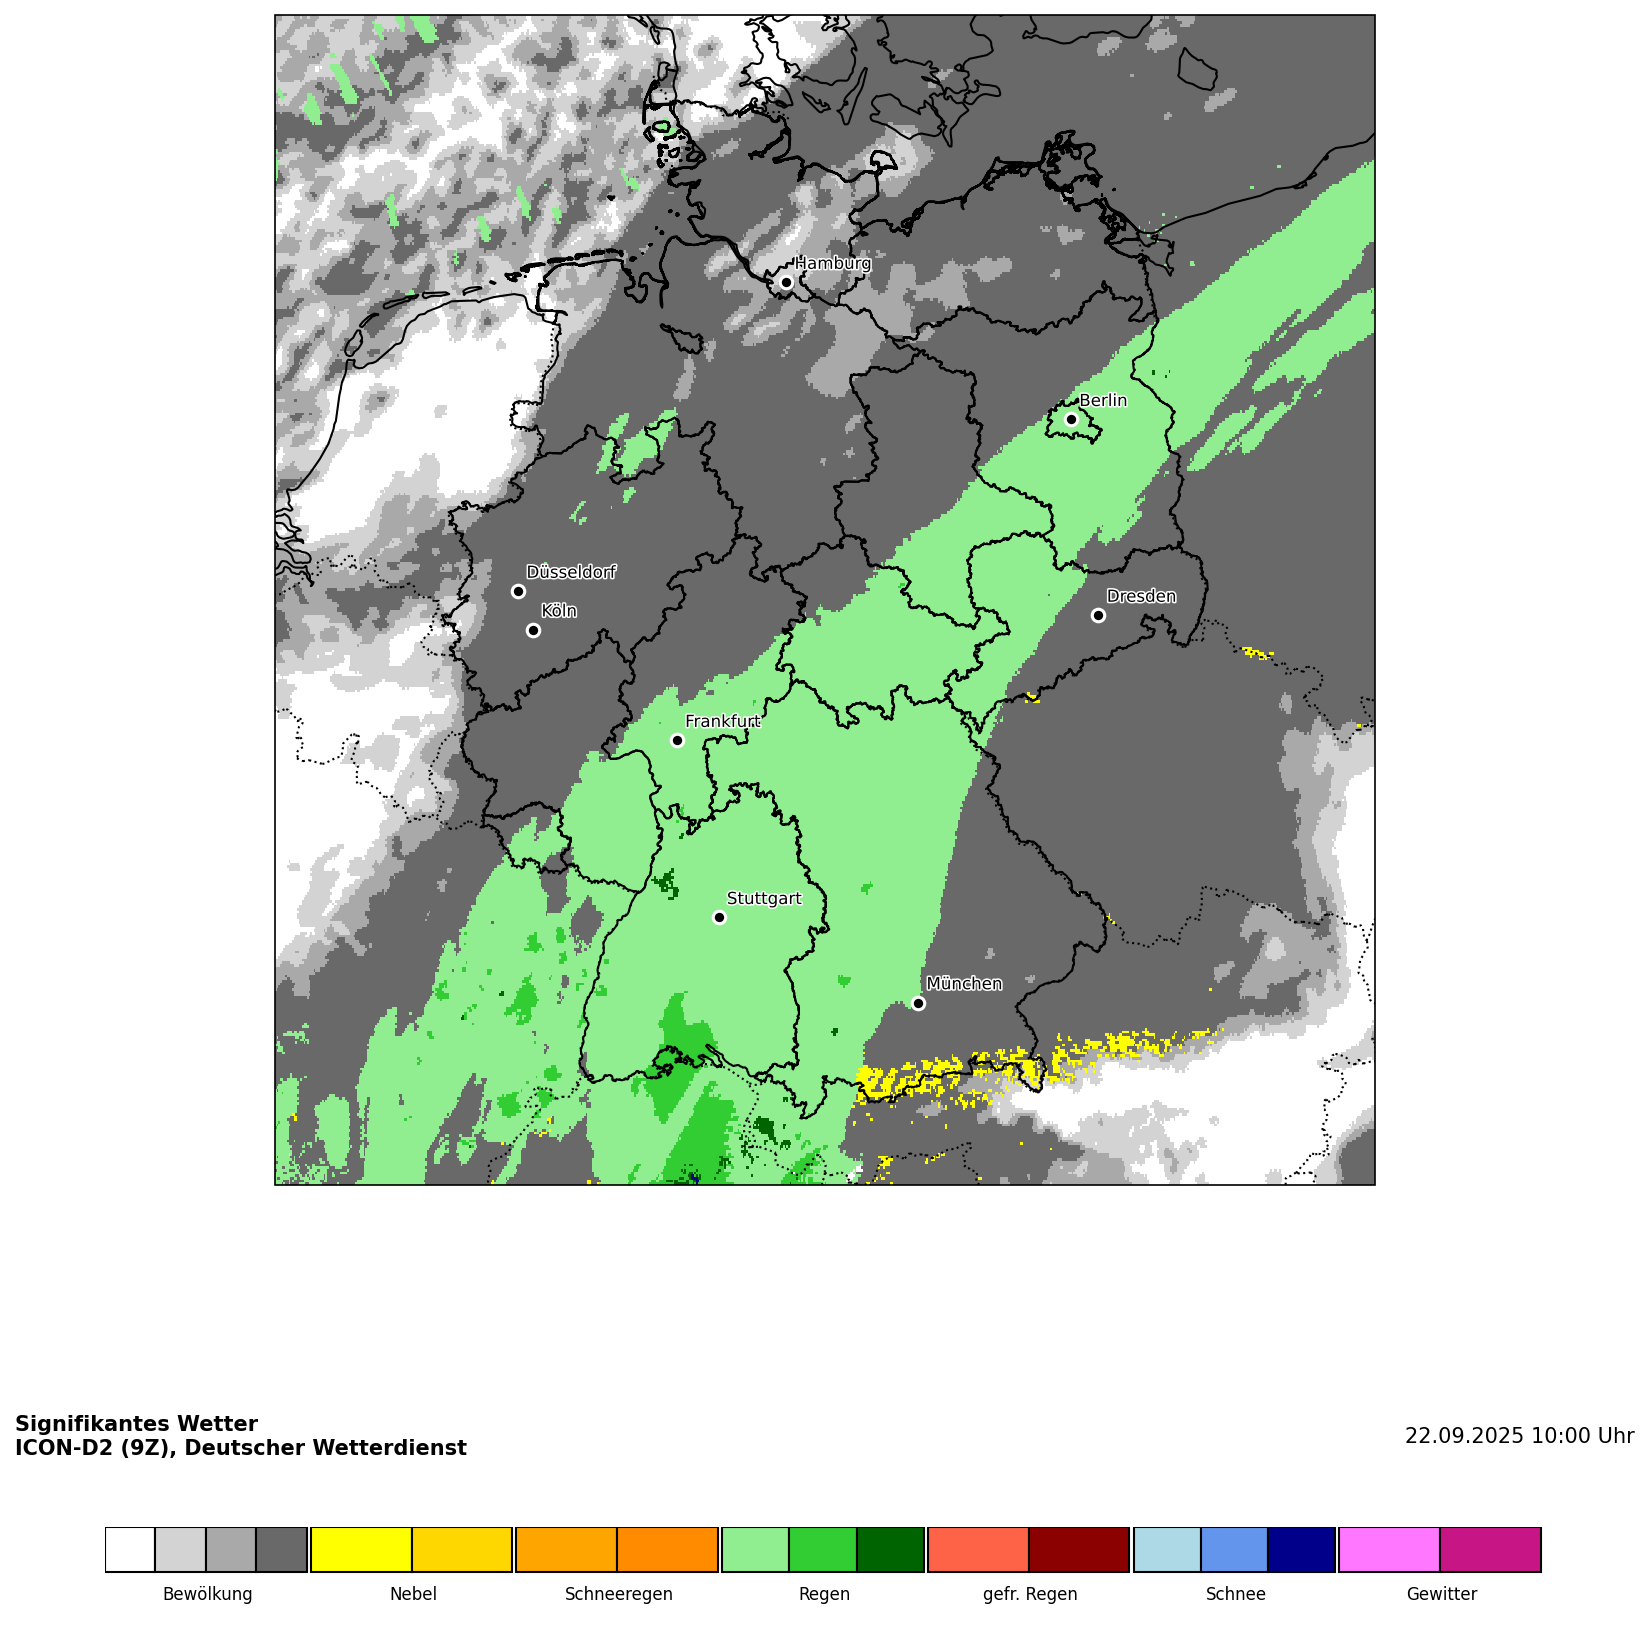 Hamburg
Berlin
Düsseldorf
Dresden
Köln
Frankfurt
Stuttgart
München
Signifikantes Wetter
ICON-D2 (9Z), Deutscher Wetterdienst
22.09.2025 10:00 Uhr
Bewölkung
Nebel
Schneeregen
Regen
gefr. Regen
Schnee
Gewitter